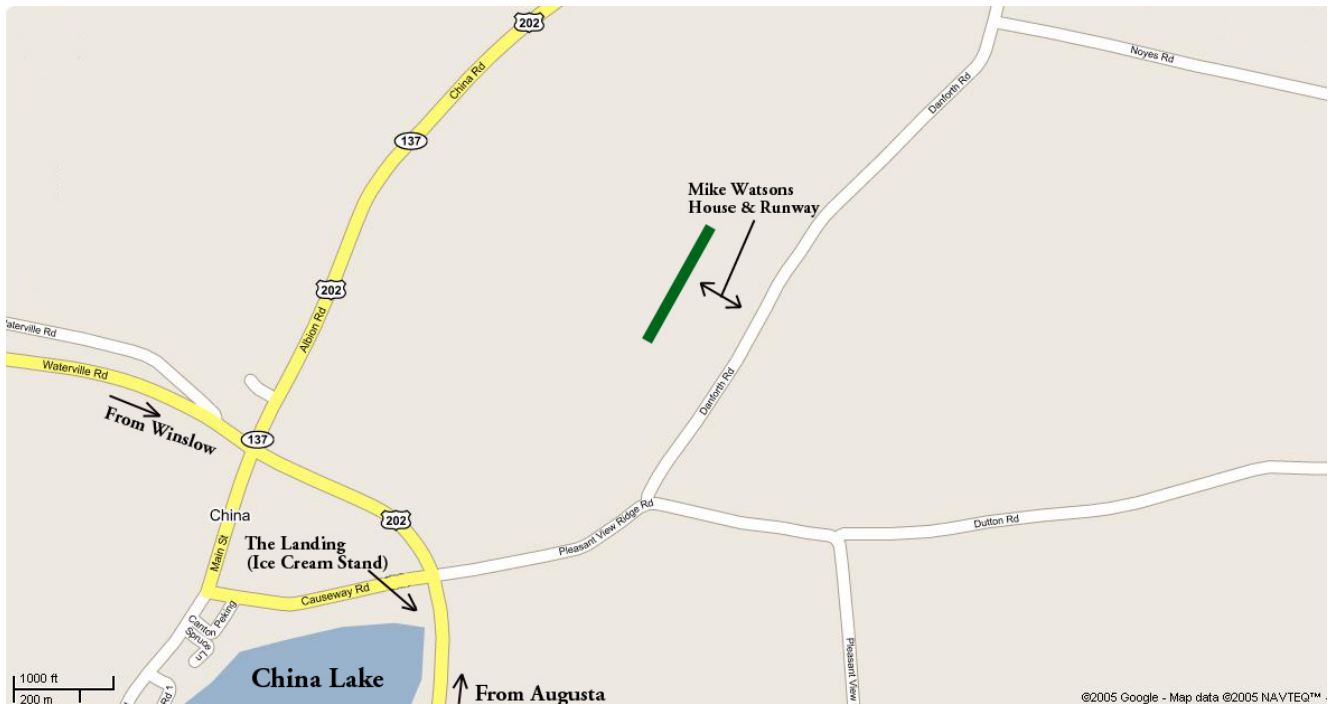 202
China Rd
137
Noyes Rd
Danforth Rd
Mike Watsons
House & Runway
202
Albion Rd
Waterville Rd
Danforth Rd
From Winslow
137
China
202
Main St
The Landing
(Ice Cream Stand)
Pleasant View Ridge Rd
Dutton Rd
Causeway Rd
Peking
Canton
Spruce
Ln
Pleasant View
Rd 1
China Lake
From Augusta
1000 ft
200 m
©2005 Google - Map data ©2005 NAVTEQ™ -